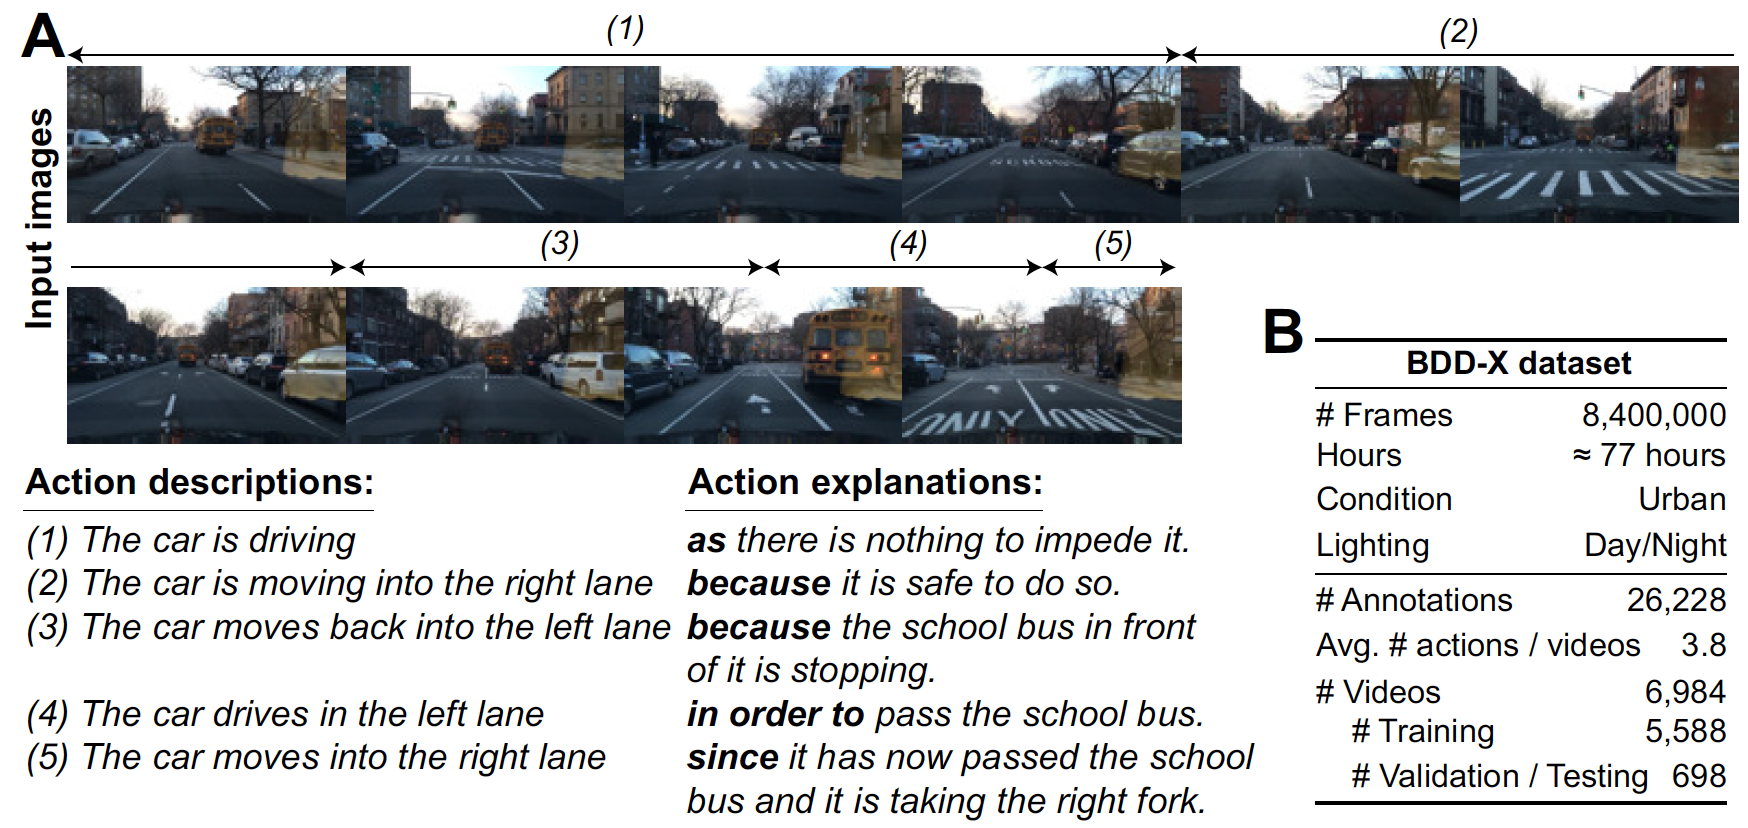 A
(1)
(2)
Input images
SCHOOL
(3)
(4)
(5)
ONLY ONLY
Action descriptions:
(1) The car is driving
(2) The car is moving into the right lane
(3) The car moves back into the left lane
(4) The car drives in the left lane
(5) The car moves into the right lane
Action explanations:
as there is nothing to impede it.
because it is safe to do so.
because the school bus in front
of it is stopping.
in order to pass the school bus.
since it has now passed the school
bus and it is taking the right fork.
B
BDD-X dataset
# Frames 8,400,000
Hours ≈ 77 hours
Condition Urban
Lighting Day/Night
# Annotations 26,228
Avg. # actions / videos 3.8
# Videos 6,984
# Training 5,588
# Validation / Testing 698